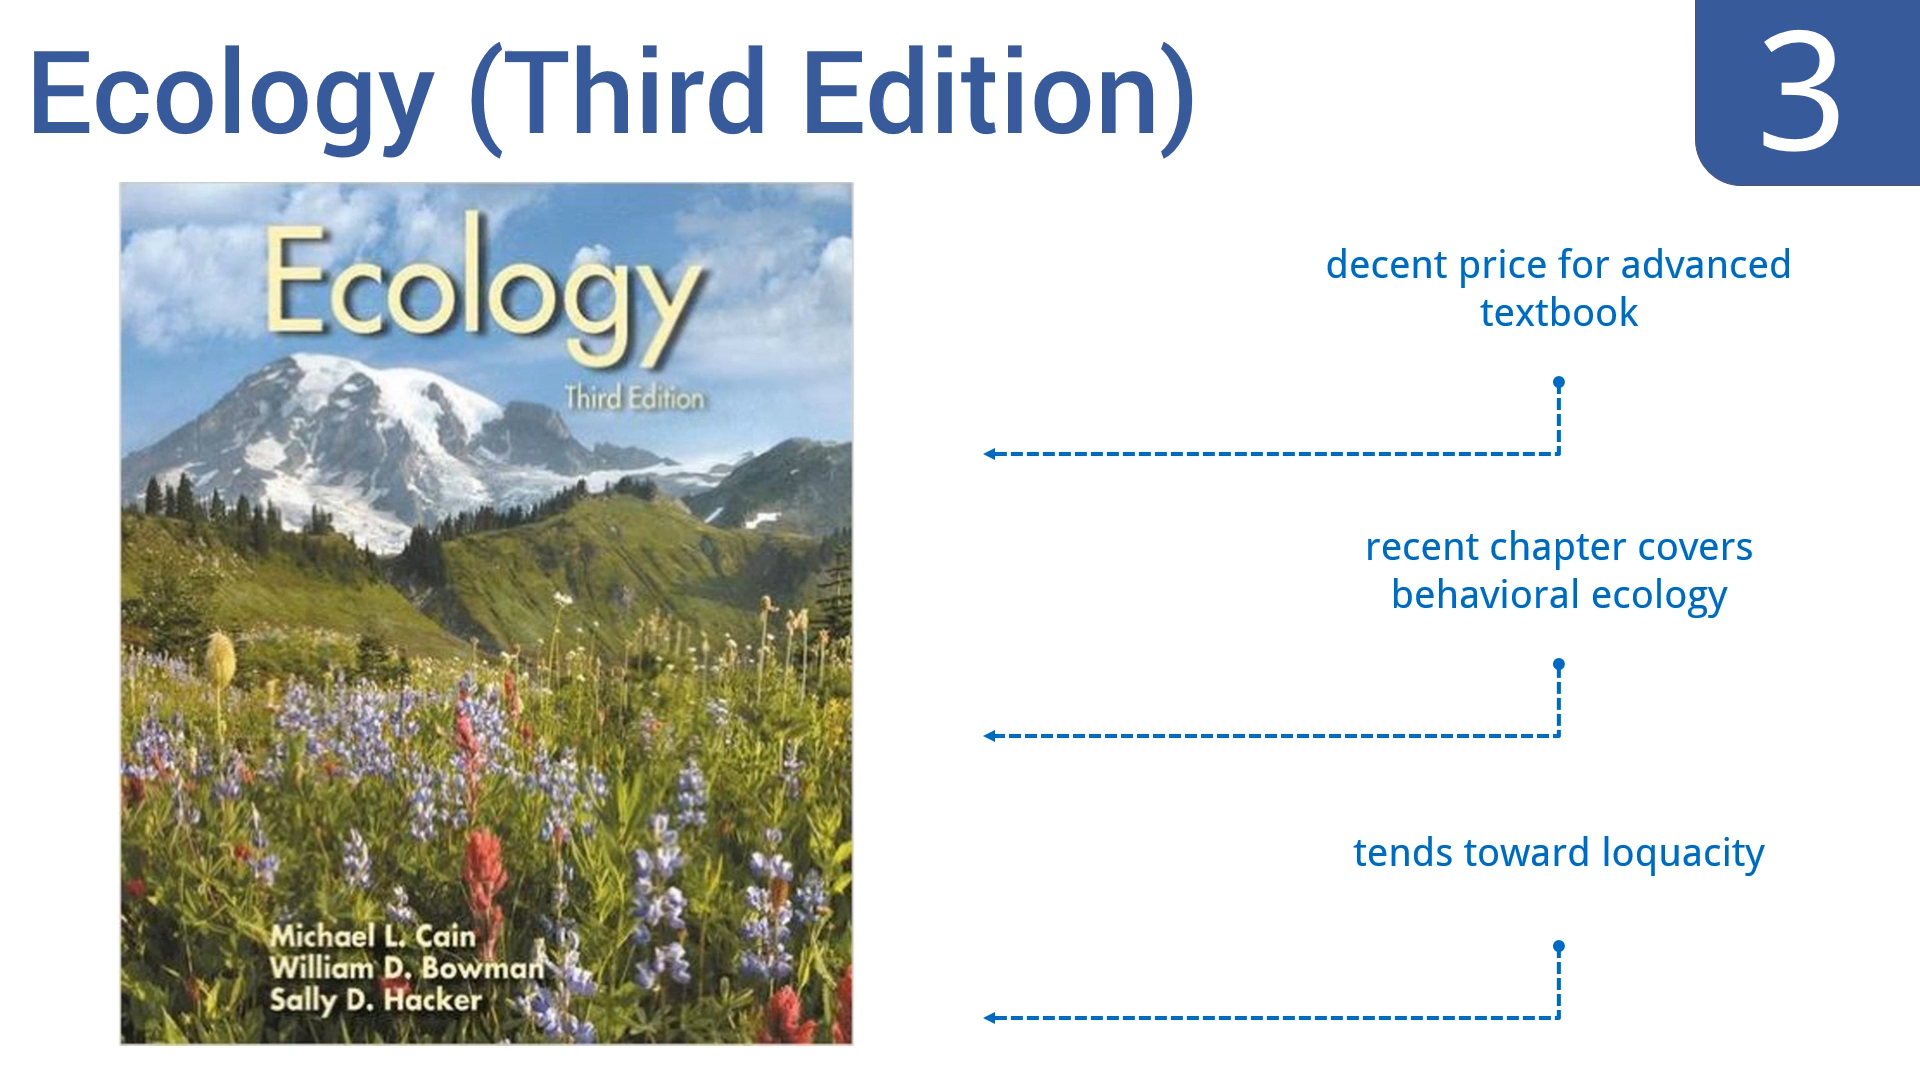 Ecology (Third Edition)
3
Ecology
Third Edition
Michael L. Cain
William D. Bowman
Sally D. Hacker
decent price for advanced
textbook
recent chapter covers
behavioral ecology
tends toward loquacity